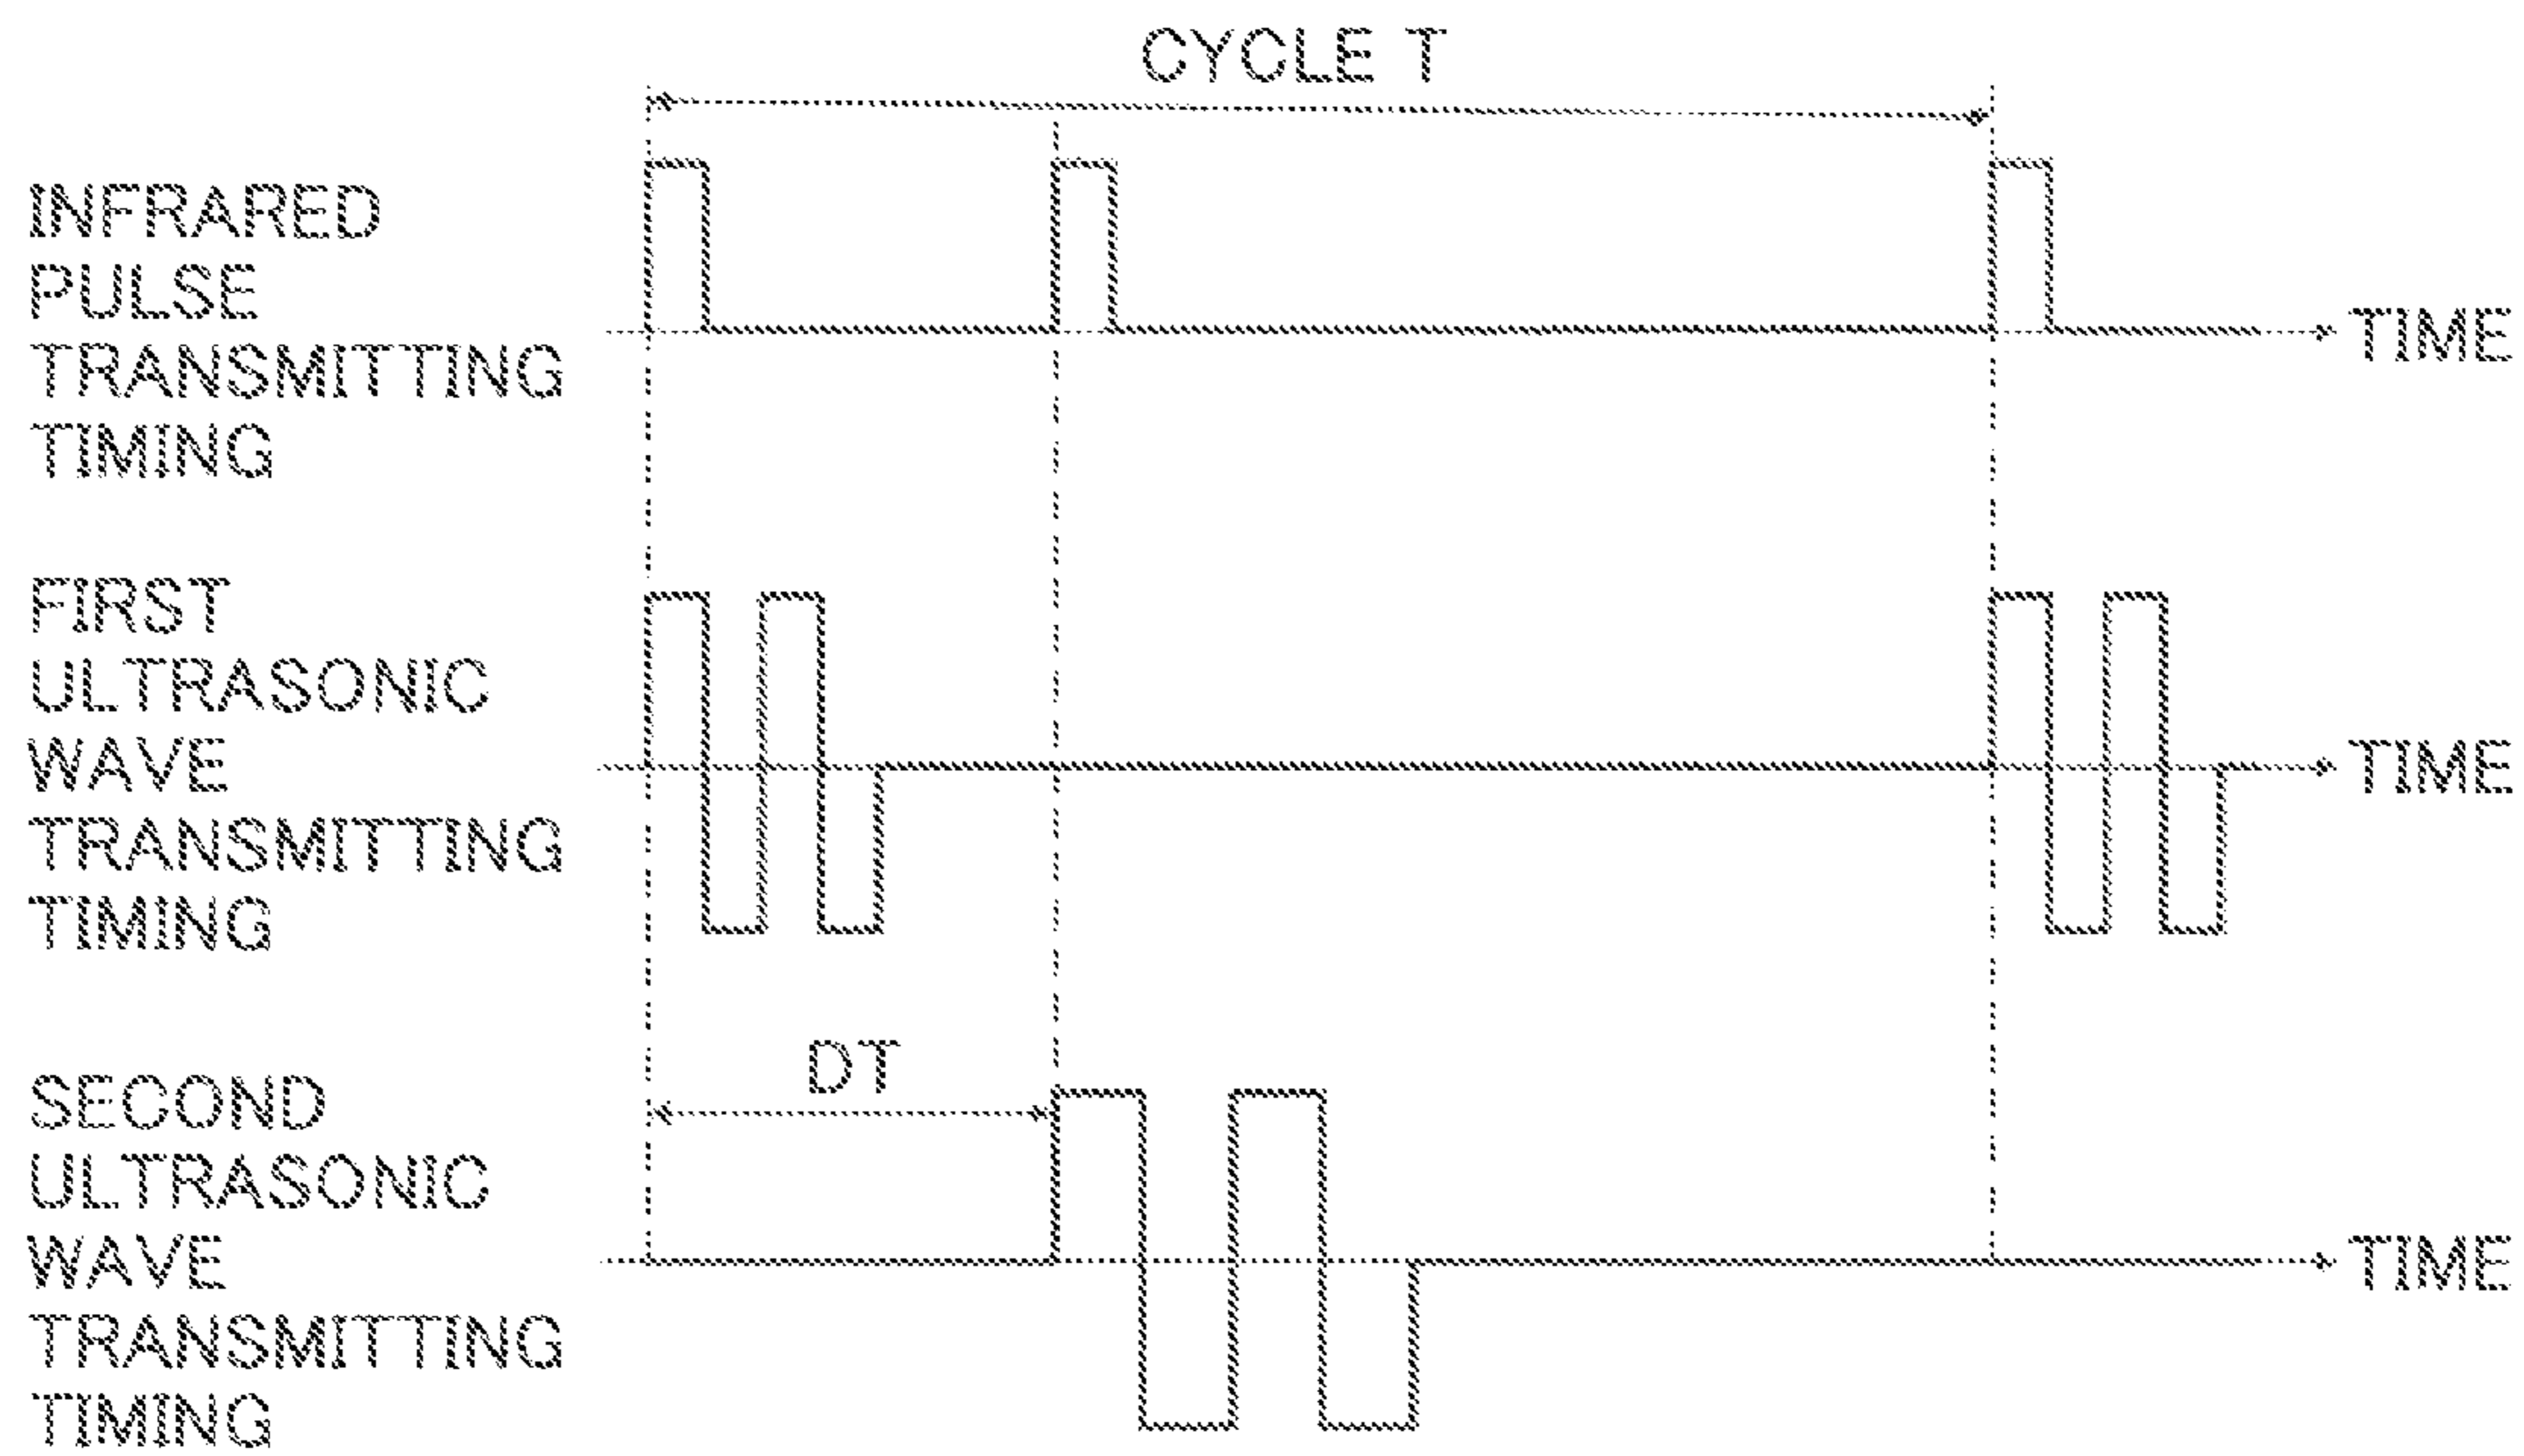 CYCLE T
INFRARED
PULSE
TRANSMITTING
TIMING
TIME
FIRST
ULTRASONIC
WAVE
TRANSMITTING
TIMING
TIME
DT
SECOND
ULTRASONIC
WAVE
TRANSMITTING
TIMING
TIME